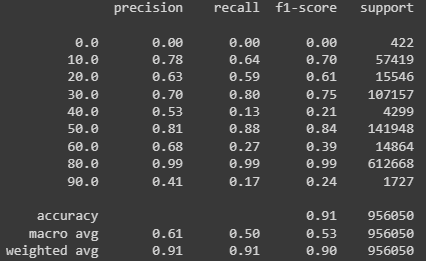 precision recall f1-score support
0.0 0.00 0.00 0.00 422
10.0 0.78 0.64 0.70 57419
20.0 0.63 0.59 0.61 15546
30.0 0.70 0.80 0.75 107157
40.0 0.53 0.13 0.21 4299
50.0 0.81 0.88 0.84 141948
60.0 0.68 0.27 0.39 14864
80.0 0.99 0.99 0.99 612668
90.0 0.41 0.17 0.24 1727
accuracy 0.91 956050
macro avg 0.61 0.50 0.53 956050
weighted avg 0.91 0.91 0.90 956050